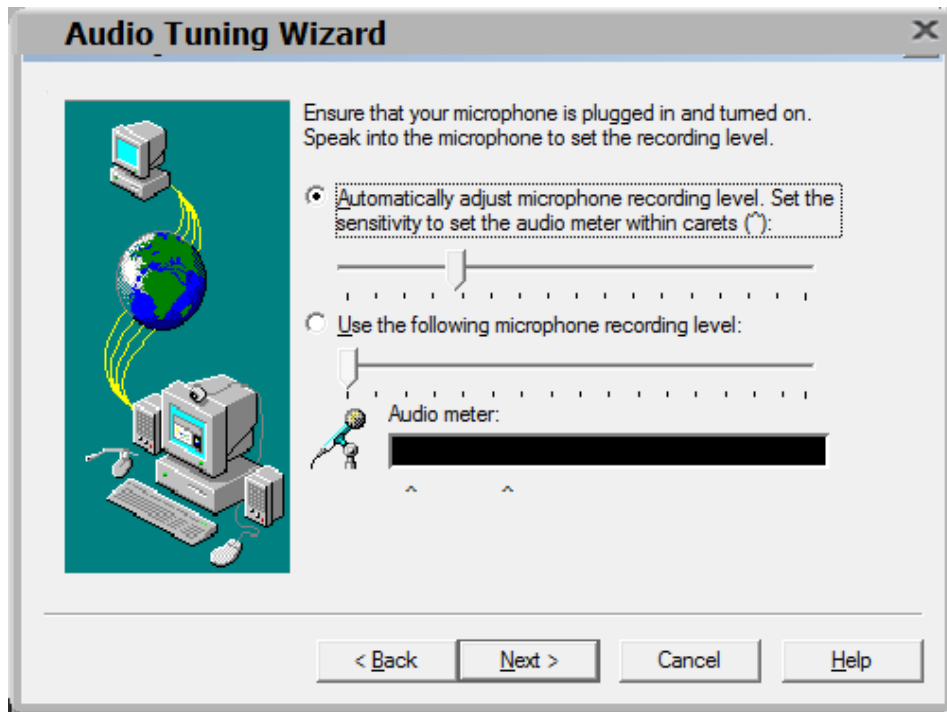 Audio Tuning Wizard
Ensure that your microphone is plugged in and turned on.
Speak into the microphone to set the recording level.
Automatically adjust microphone recording level. Set the
sensitivity to set the audio meter within carets (^):
Use the following microphone recording level:
Audio meter:
^ ^
< Back Next > Cancel Help